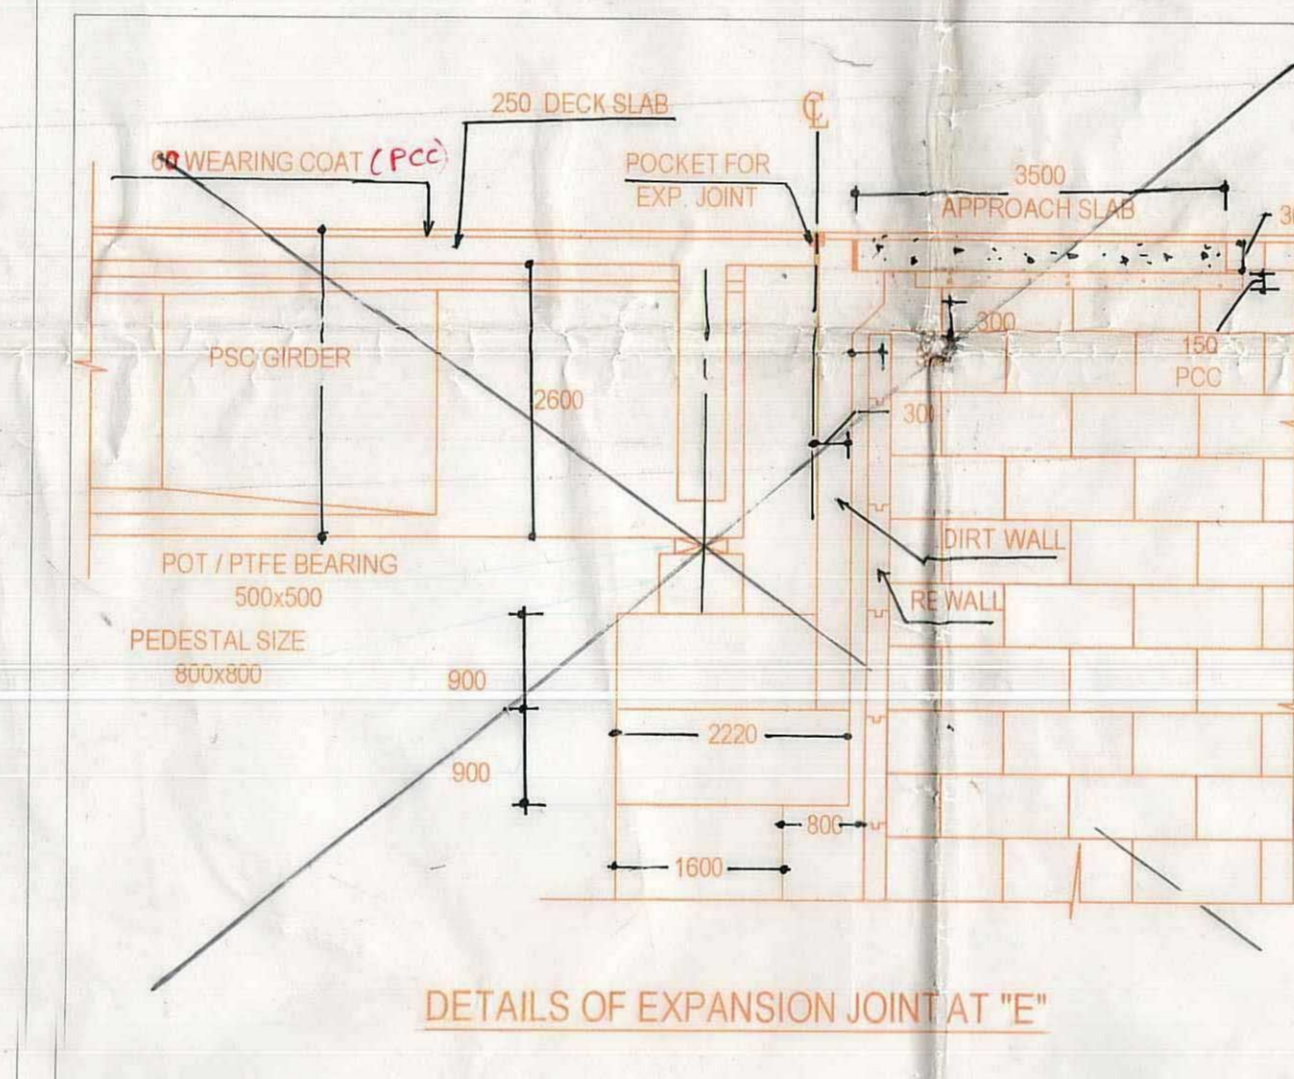 250 DECK SLAB
℄
60 WEARING COAT (PCC)
POCKET FOR
EXP. JOINT
3500
APPROACH SLAB
300
150
PCC
PSC GIRDER
2600
DIRT WALL
POT / PTFE BEARING
500x500
RE WALL
PEDESTAL SIZE
800x800
900
2220
900
800
1600
DETAILS OF EXPANSION JOINT AT "E"